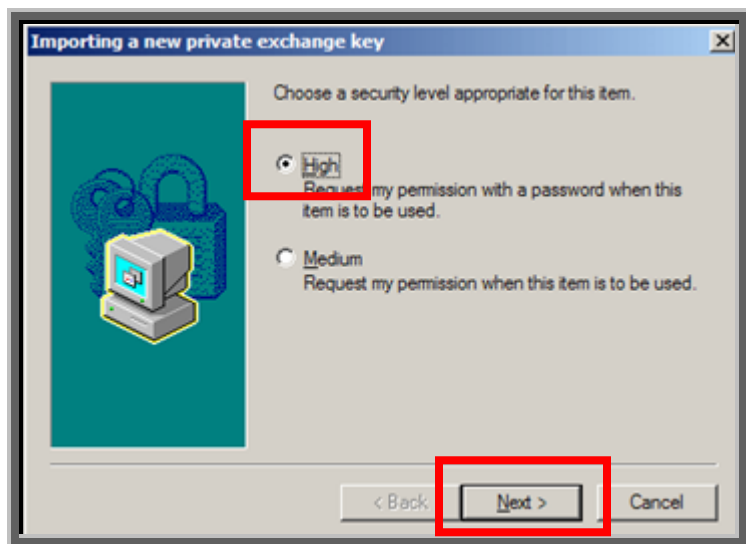 Importing a new private exchange key
Choose a security level appropriate for this item.
High
Request my permission with a password when this
item is to be used.
Medium
Request my permission when this item is to be used.
< Back
Next >
Cancel